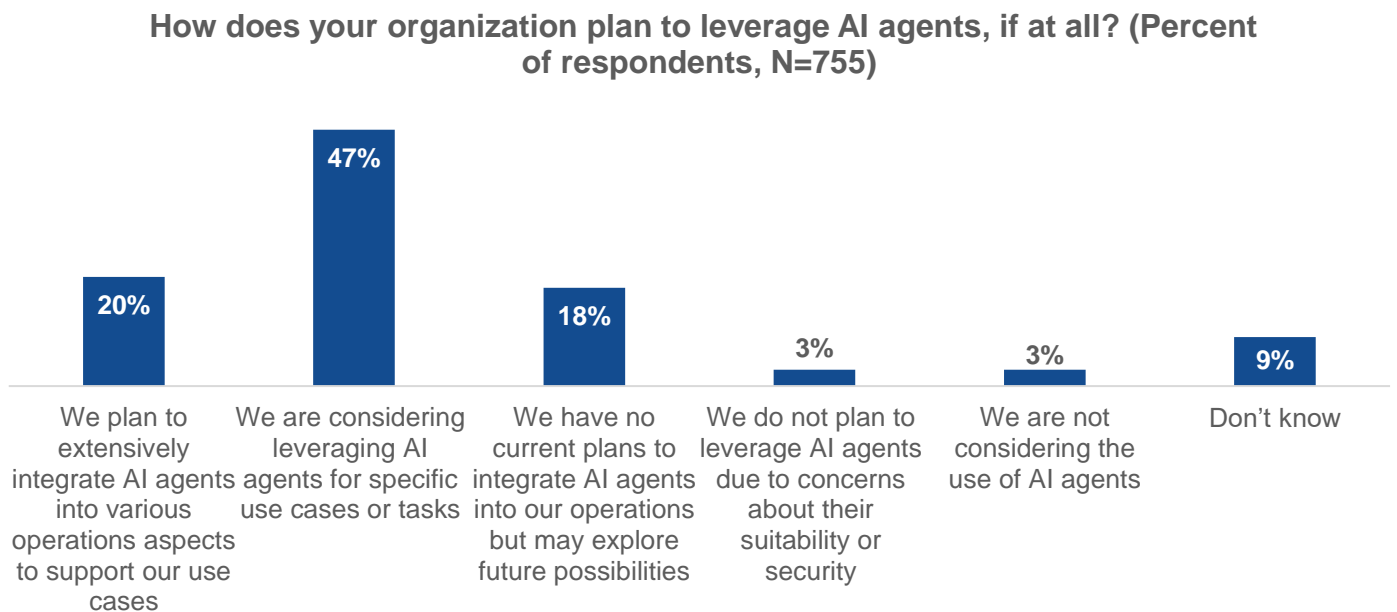 How does your organization plan to leverage AI agents, if at all? (Percent
of respondents, N=755)
20%
47%
18%
3%
3%
9%
We plan to
extensively
integrate AI agents
into various
operations aspects
to support our use
cases
We are considering
leveraging AI
agents for specific
use cases or tasks
We have no
current plans to
integrate AI agents
into our operations
but may explore
future possibilities
We do not plan to
leverage AI agents
due to concerns
about their
suitability or
security
We are not
considering the
use of AI agents
Don’t know